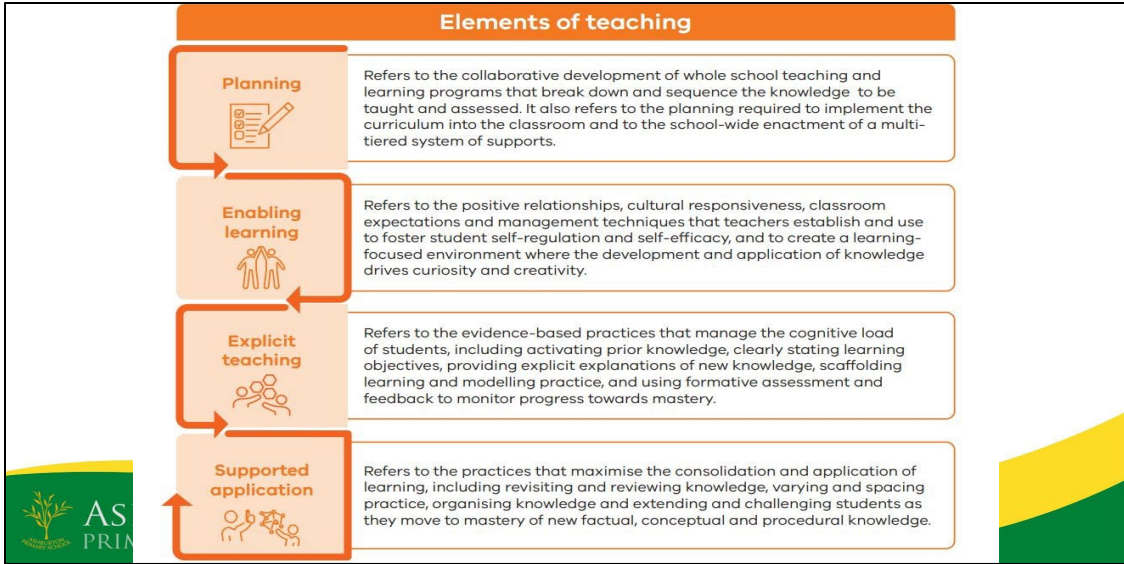 Elements of teaching
Planning
Refers to the collaborative development of whole school teaching and
learning programs that break down and sequence the knowledge to be
taught and assessed. It also refers to the planning required to implement the
curriculum into the classroom and to the school-wide enactment of a multi-
tiered system of supports.
Enabling
learning
Refers to the positive relationships, cultural responsiveness, classroom
expectations and management techniques that teachers establish and use
to foster student self-regulation and self-efficacy, and to create a learning-
focused environment where the development and application of knowledge
drives curiosity and creativity.
Explicit
teaching
Refers to the evidence-based practices that manage the cognitive load
of students, including activating prior knowledge, clearly stating learning
objectives, providing explicit explanations of new knowledge, scaffolding
learning and modelling practice, and using formative assessment and
feedback to monitor progress towards mastery.
Supported
application
Refers to the practices that maximise the consolidation and application of
learning, including revisiting and reviewing knowledge, varying and spacing
practice, organising knowledge and extending and challenging students as
they move to mastery of new factual, conceptual and procedural knowledge.
ASHBURTON
PRIMARY SCHOOL
AS
PRIM